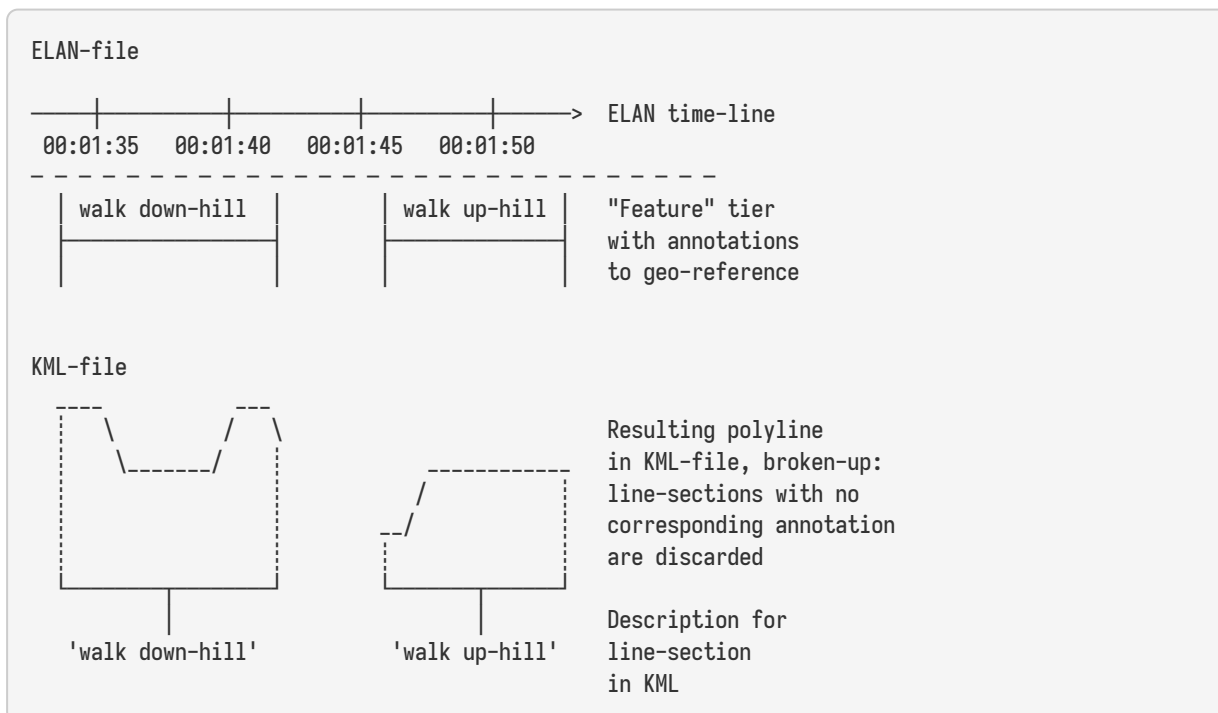 ELAN-file
ELAN time-line
00:01:35 00:01:40 00:01:45 00:01:50
walk down-hill walk up-hill "Feature" tier
with annotations
to geo-reference
KML-file
Resulting polyline
in KML-file, broken-up:
line-sections with no
corresponding annotation
are discarded
Description for
'walk down-hill' 'walk up-hill' line-section
in KML